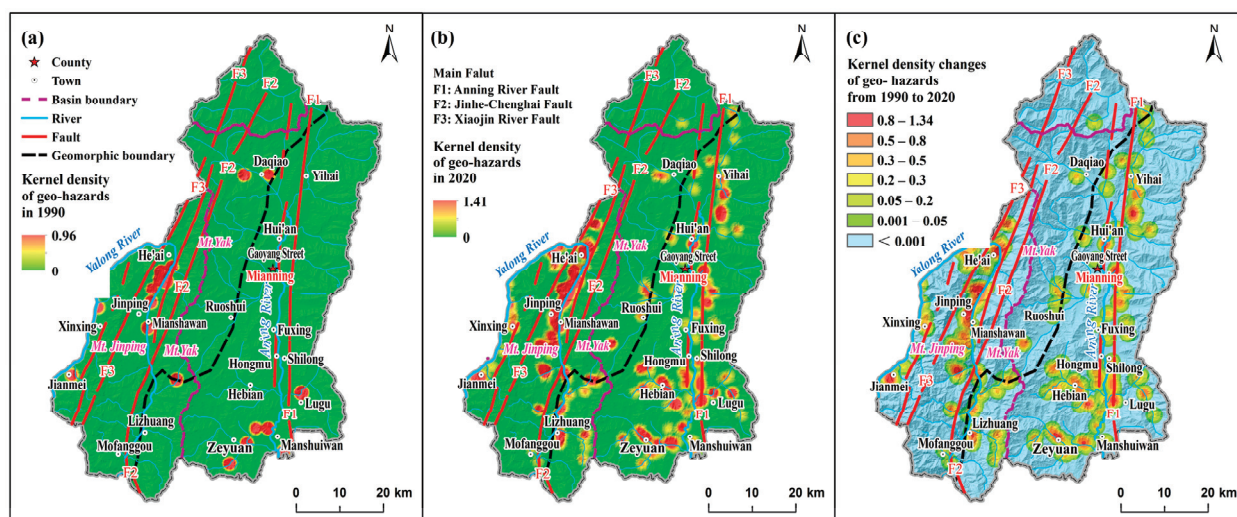 (a)
N
County
Town
Basin boundary
River
Fault
Geomorphic boundary
Kernel density
of geo-hazards
in 1990
0.96
0
F3
F2
F1
Daqiao
Yihai
F2
F3
Hui'an
Gaoyang Street
Mianning
Mt.Yak
Yalong River
He'ai
F2
Jinping
Ruoshui
Mianshawan
Xinxing
Anning River
Fuxing
Mt. Jinping
Mt.Yak
Hongmu
Shilong
Jianmei
F3
Hebian
Lugu
F1
Lizhuang
Mofanggou
Zeyuan
Manshuiwan
F2
0 10 20 km
(b)
N
Main Falut
F1: Anning River Fault
F2: Jinhe-Chenghai Fault
F3: Xiaojin River Fault
Kernel density
of geo-hazards
in 2020
1.41
0
F3
F2
F1
Daqiao
Yihai
F2
F3
Hui'an
Gaoyang Street
Mianning
Mt.Yak
Yalong River
He'ai
F2
Jinping
Ruoshui
Mianshawan
Xinxing
Anning River
Fuxing
Mt. Jinping
Mt.Yak
Hongmu
Shilong
Jianmei
F3
Hebian
Lugu
F1
Lizhuang
Mofanggou
Zeyuan
Manshuiwan
F2
0 10 20 km
(c)
N
Kernel density changes
of geo-hazards
from 1990 to 2020
0.8 – 1.34
0.5 – 0.8
0.3 – 0.5
0.2 – 0.3
0.05 – 0.2
0.001 – 0.05
< 0.001
F3
F2
F1
Daqiao
Yihai
F2
F3
Hui'an
Gaoyang Street
Mianning
Mt.Yak
Yalong River
He'ai
F2
Jinping
Ruoshui
Mianshawan
Xinxing
Anning River
Fuxing
Mt. Jinping
Mt.Yak
Hongmu
Shilong
Jianmei
F3
Hebian
Lugu
F1
Lizhuang
Mofanggou
Zeyuan
Manshuiwan
F2
0 10 20 km